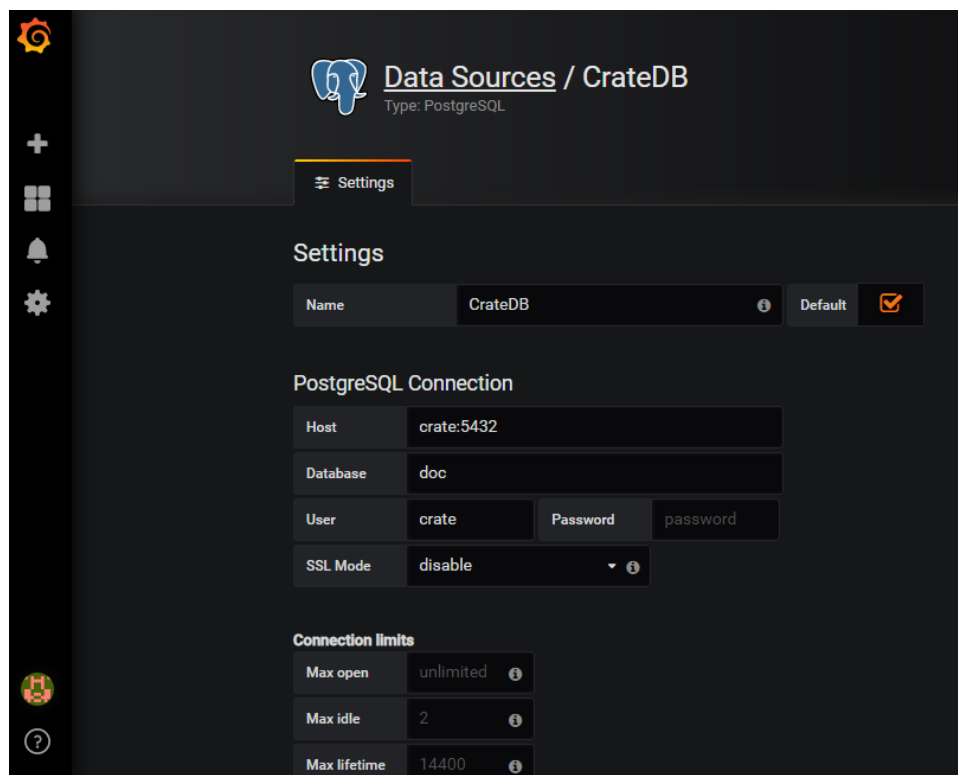 Data Sources / CrateDB
Type: PostgreSQL
Settings
Settings
Name CrateDB Default
PostgreSQL Connection
Host crate:5432
Database doc
User crate Password password
SSL Mode disable
Connection limits
Max open unlimited
Max idle 2
Max lifetime 14400